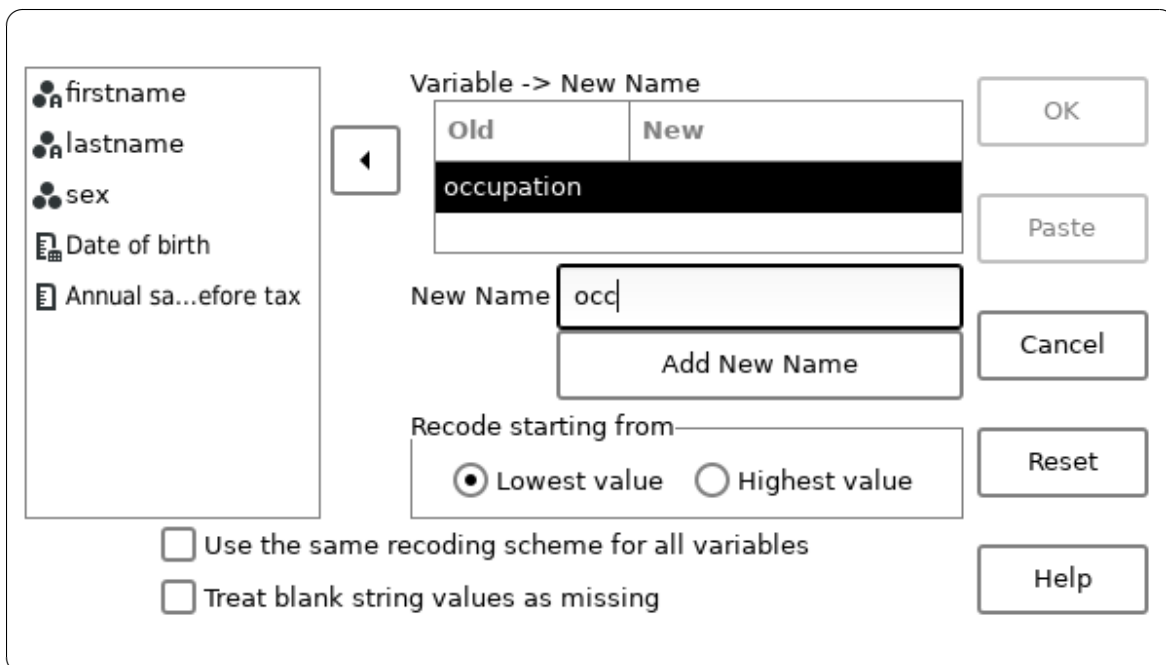 firstname
lastname
sex
Date of birth
Annual sa...efore tax
Variable -> New Name
Old New
occupation
New Name occ
Add New Name
Recode starting from
Lowest value Highest value
Use the same recoding scheme for all variables
Treat blank string values as missing
OK
Paste
Cancel
Reset
Help